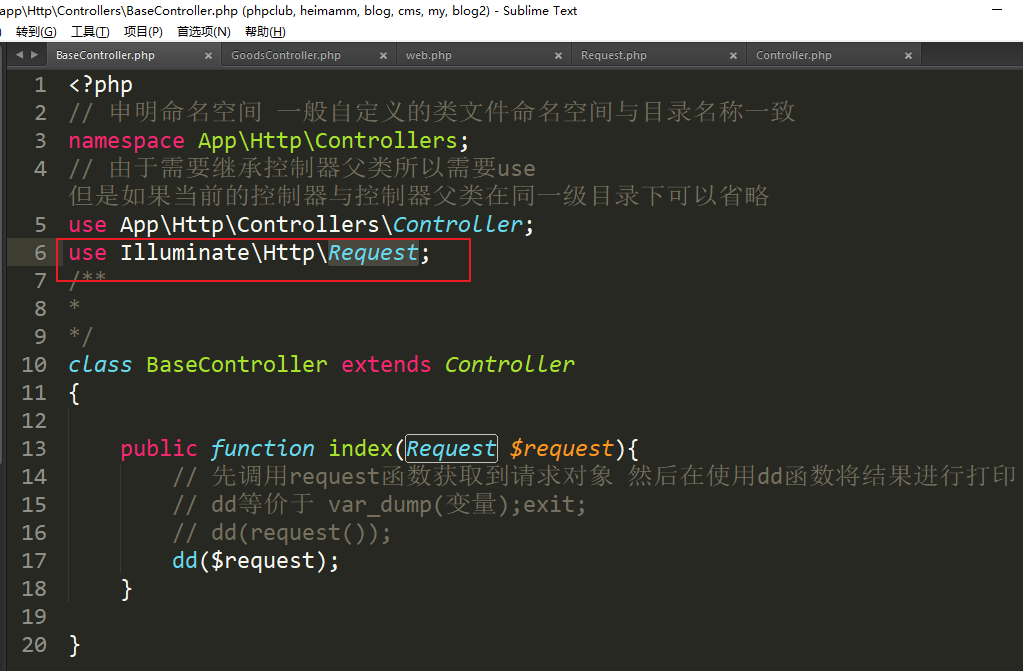 app\Http\Controllers\BaseController.php (phpclub, heimamm, blog, cms, my, blog2) - Sublime Text
) 转到(G) 工具(T) 项目(P) 首选项(N) 帮助(H)
BaseController.php × GoodsController.php × web.php × Request.php × Controller.php ×
1 <?php
2 // 申明命名空间 一般自定义的类文件命名空间与目录名称一致
3 namespace App\Http\Controllers;
4 // 由于需要继承控制器父类所以需要use
但是如果当前的控制器与控制器父类在同一级目录下可以省略
5 use App\Http\Controllers\Controller;
6 use Illuminate\Http\Request;
7 /**
8 *
9 */
10 class BaseController extends Controller
11 {
12
13 public function index(Request $request){
14 // 先调用request函数获取到请求对象 然后在使用dd函数将结果进行打印
15 // dd等价于 var_dump(变量);exit;
16 // dd(request());
17 dd($request);
18 }
19
20 }